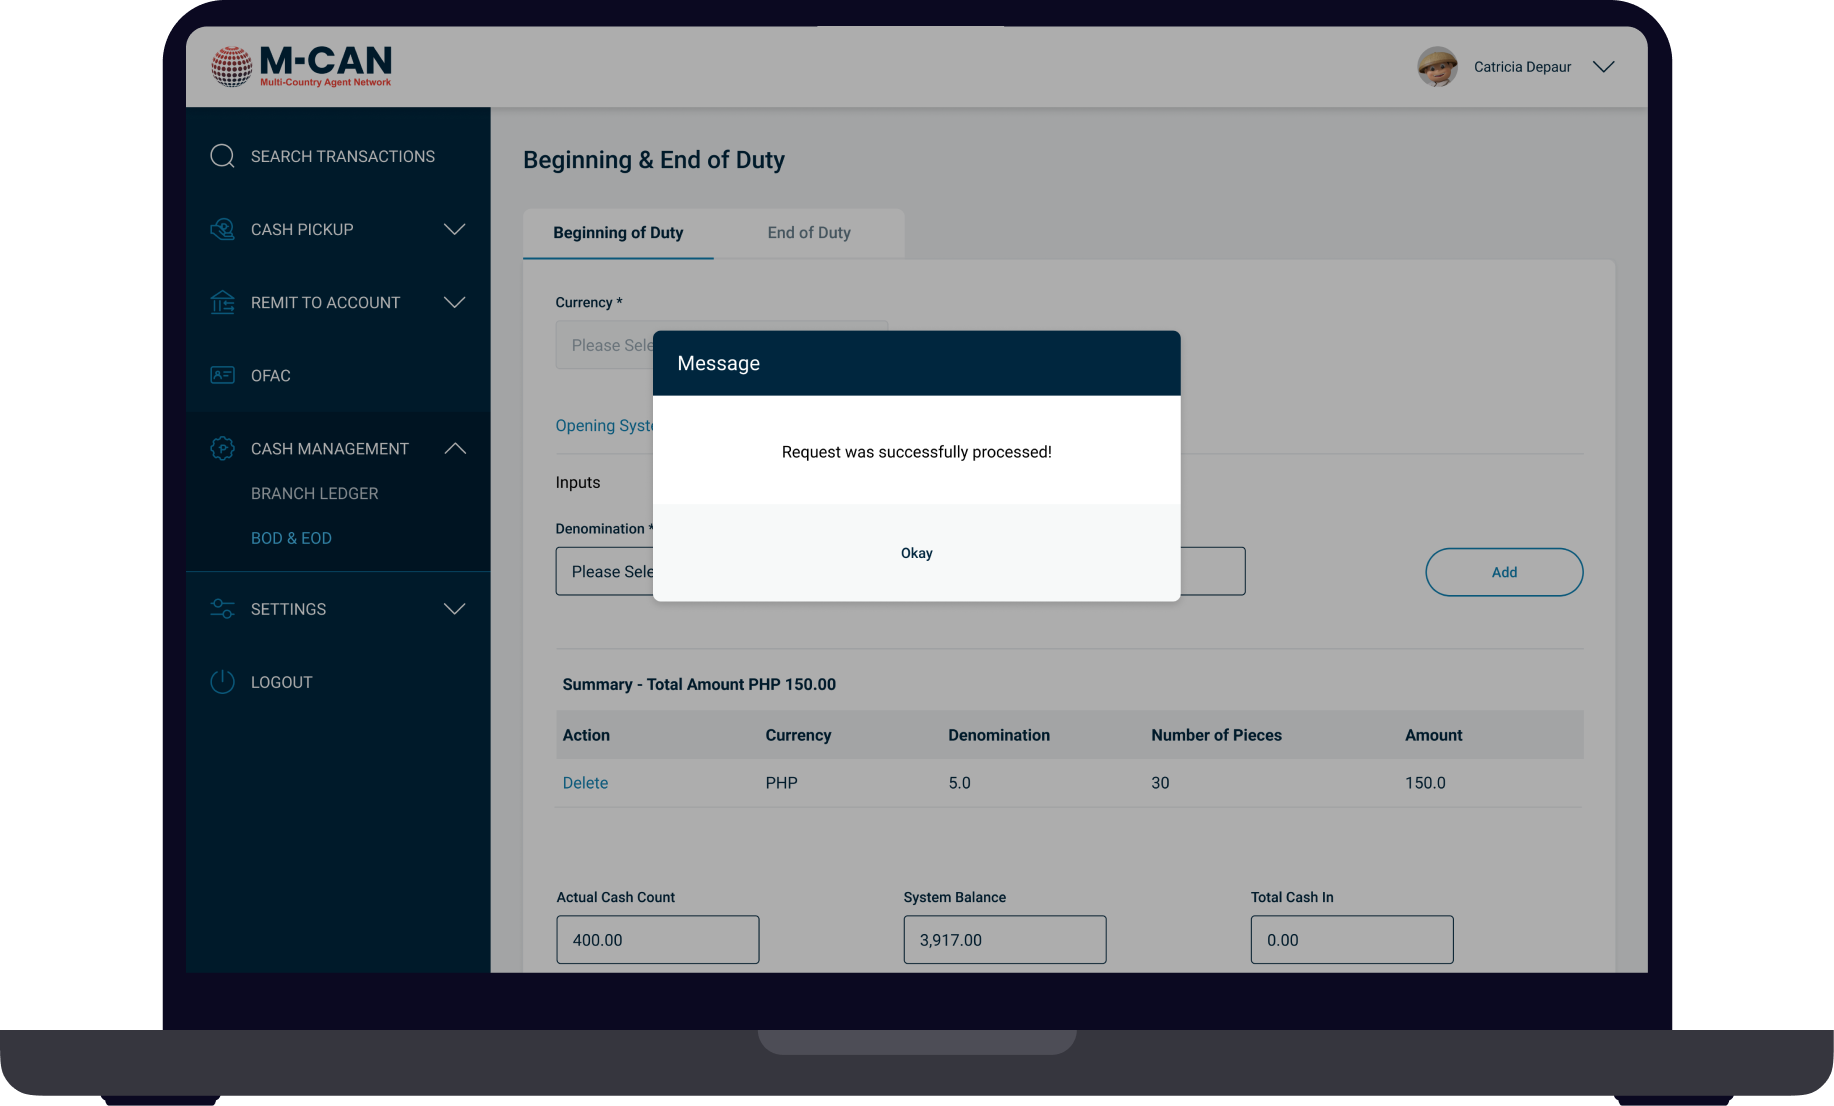 M-CAN
Multi-Country Agent Network
Catricia Depaur
SEARCH TRANSACTIONS
CASH PICKUP
REMIT TO ACCOUNT
OFAC
CASH MANAGEMENT
BRANCH LEDGER
BOD & EOD
SETTINGS
LOGOUT
Beginning & End of Duty
Beginning of Duty
End of Duty
Currency *
Please Sele
Opening Syste
Inputs
Denomination *
Please Sele
Add
Message
Request was successfully processed!
Okay
Summary - Total Amount PHP 150.00
Action Currency Denomination Number of Pieces Amount
Delete PHP 5.0 30 150.0
Actual Cash Count System Balance Total Cash In
400.00 3,917.00 0.00